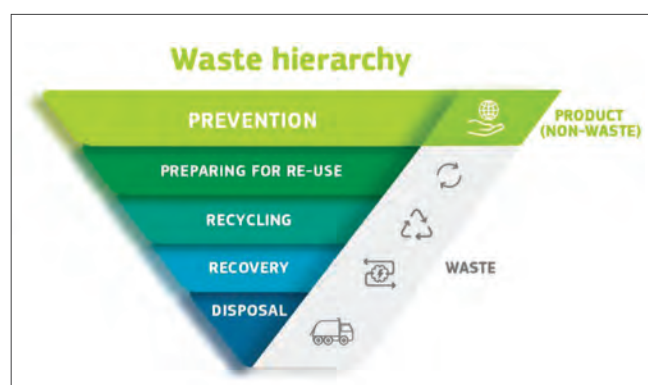 Waste hierarchy
PREVENTION
PRODUCT
(NON-WASTE)
PREPARING FOR RE-USE
RECYCLING
RECOVERY
WASTE
DISPOSAL